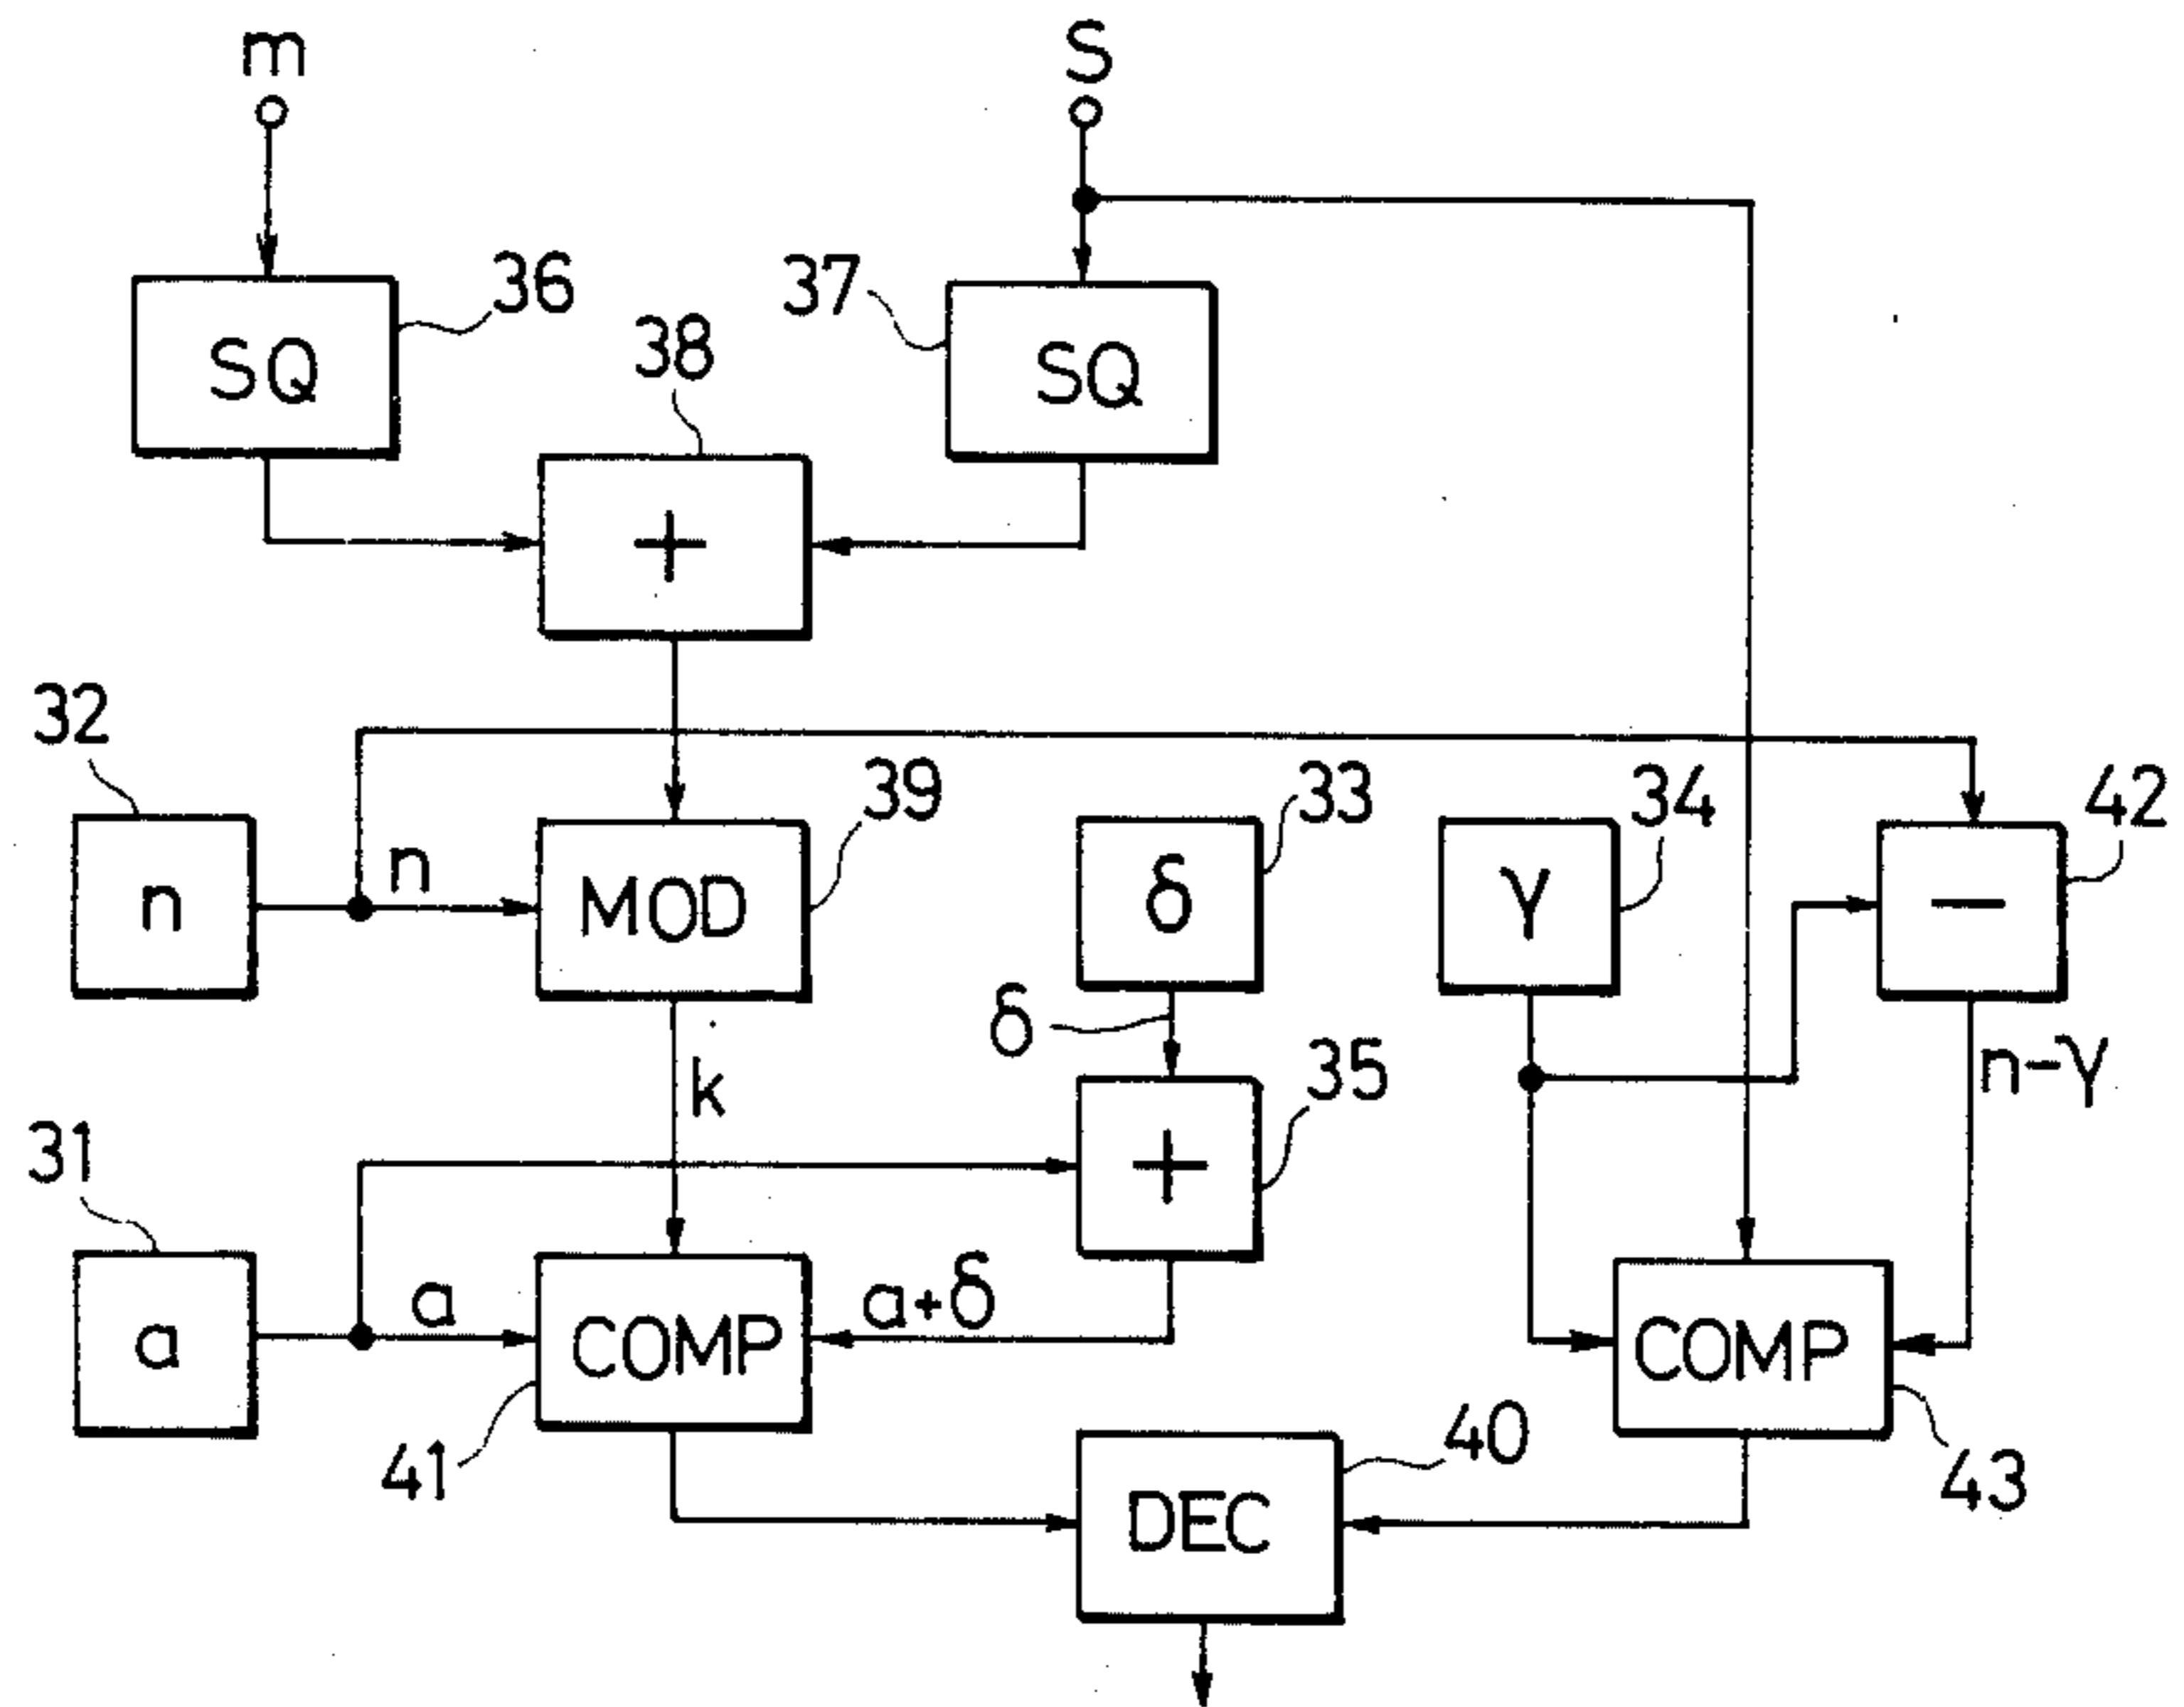 m
S
36
37
SQ
38
SQ
+
32
39
33
34
42
n
n
MOD
δ
γ
−
δ
35
k
n-γ
31
+
a
a
a+δ
COMP
COMP
41
40
43
DEC